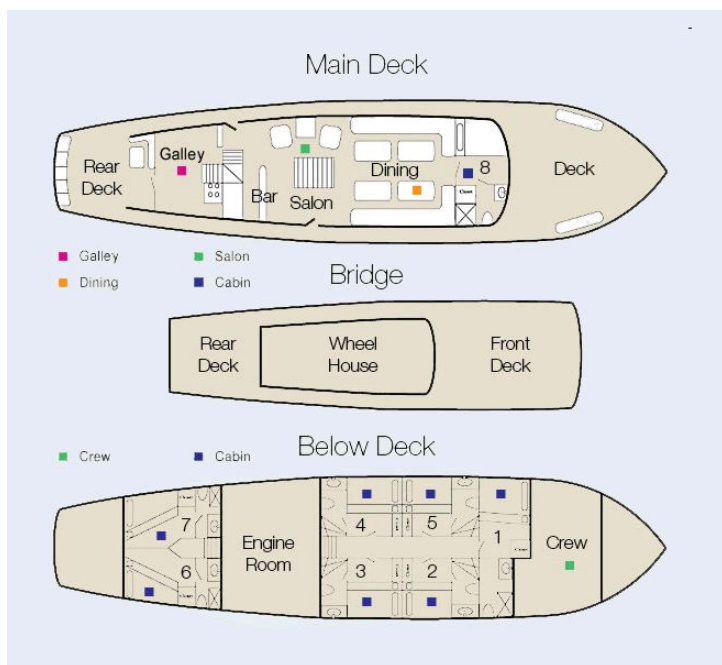 Main Deck
Rear
Deck
Galley
Bar
Salon
Dining
8
Closet
Deck
Galley
Salon
Dining
Cabin
Bridge
Rear
Deck
Wheel
House
Front
Deck
Below Deck
Crew
Cabin
7
6
Engine
Room
4
5
3
2
1
Crew